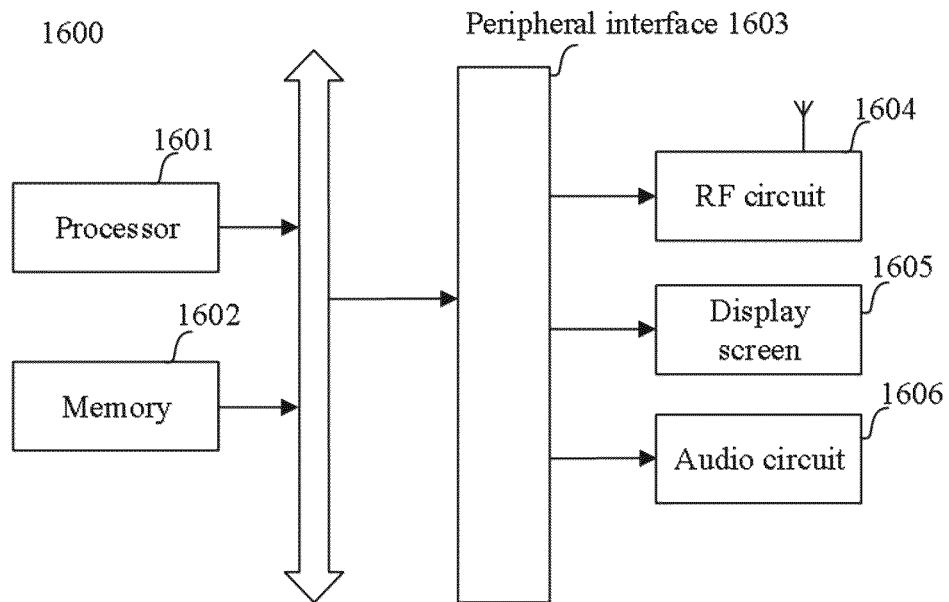 1600
Peripheral interface 1603
1601
Processor
1602
Memory
1604
RF circuit
1605
Display
screen
1606
Audio circuit